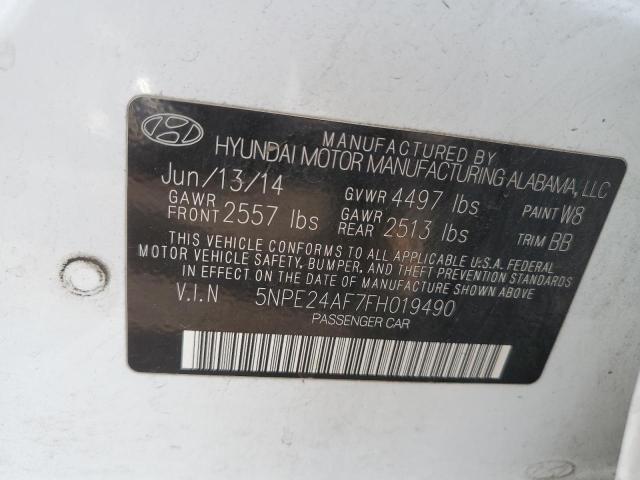 MANUFACTURED BY
HYUNDAI MOTOR MANUFACTURING ALABAMA, LLC
Jun/13/14 GVWR 4497 lbs PAINT W8
GAWR FRONT 2557 lbs GAWR REAR 2513 lbs TRIM BB
THIS VEHICLE CONFORMS TO ALL APPLICABLE U.S.A. FEDERAL
MOTOR VEHICLE SAFETY, BUMPER, AND THEFT PREVENTION STANDARDS
IN EFFECT ON THE DATE OF MANUFACTURE SHOWN ABOVE.
V.I.N 5NPE24AF7FH019490
PASSENGER CAR